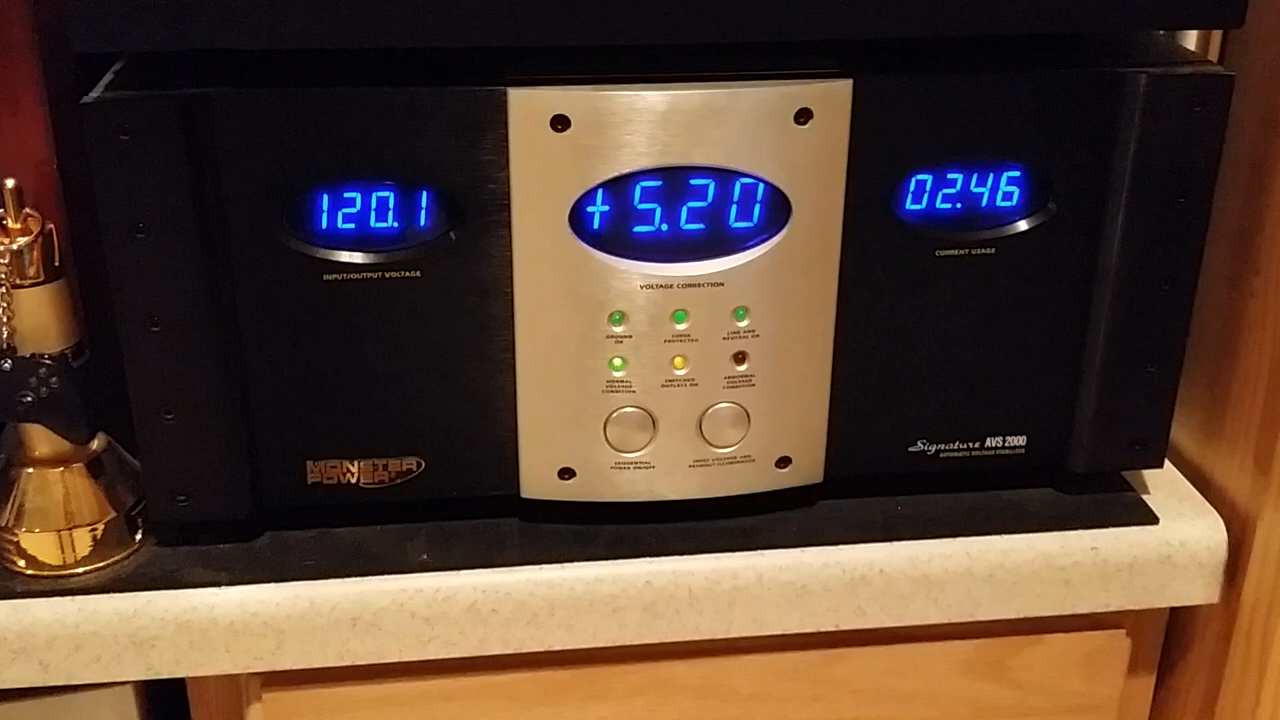 120.1
INPUT/OUTPUT VOLTAGE
+5.20
VOLTAGE CORRECTION
02.46
CURRENT USAGE
GROUND
OK
SURGE
PROTECTED
LINE AND
NEUTRAL OK
NORMAL
VOLTAGE
CONDITION
SWITCHED
OUTLETS ON
ABNORMAL
VOLTAGE
CONDITION
SEQUENTIAL
POWER ON/OFF
INPUT VOLTAGE AND
MONSTER
POWER
Signature AVS 2000
AUTOMATIC VOLTAGE STABILIZER